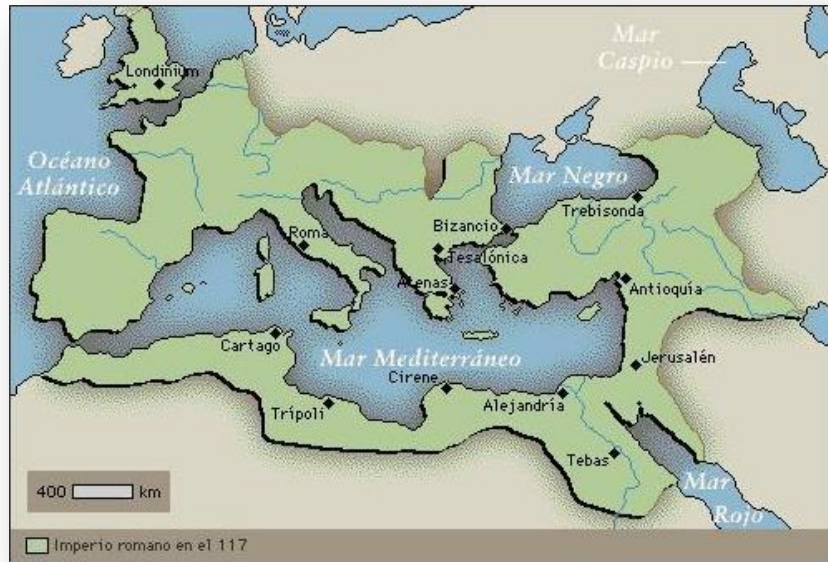 Mar
Caspio
Londinium
Océano
Atlántico
Mar Negro
Trebisonda
Bizancio
Roma
Tesalónica
Atenas
Antioquía
Cartago
Mar Mediterráneo
Jerusalén
Cirene
Trípoli
Alejandría
Tebas
Mar
Rojo
400 km
Imperio romano en el 117